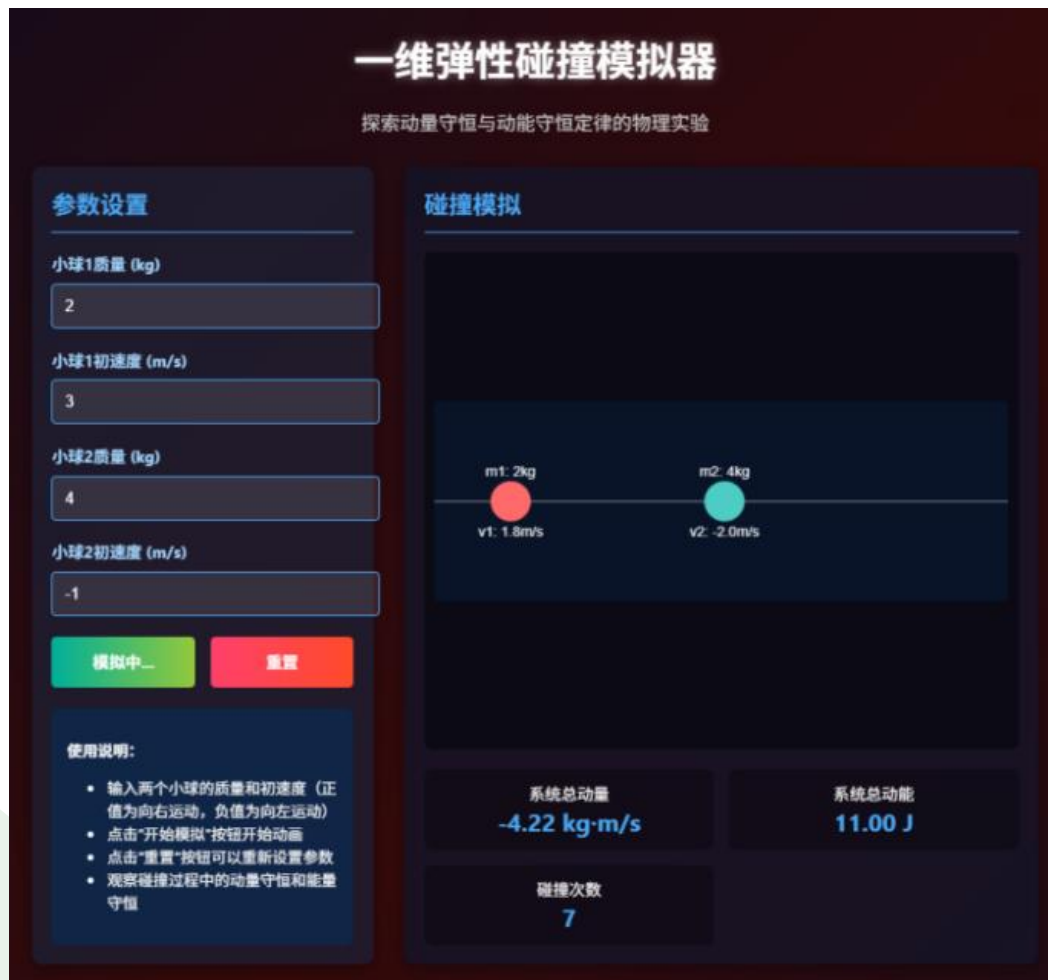 一维弹性碰撞模拟器
探索动量守恒与动能守恒定律的物理实验
参数设置
小球1质量 (kg)
2
小球1初速度 (m/s)
3
小球2质量 (kg)
4
小球2初速度 (m/s)
-1
模拟中...
重置
使用说明：
• 输入两个小球的质量和初速度（正
值为向右运动，负值为向左运动）
• 点击"开始模拟"按钮开始动画
• 点击"重置"按钮可以重新设置参数
• 观察碰撞过程中的动量守恒和能量
守恒
碰撞模拟
m1: 2kg
m2: 4kg
v1: 1.8m/s
v2: -2.0m/s
系统总动量
-4.22 kg·m/s
系统总动能
11.00 J
碰撞次数
7